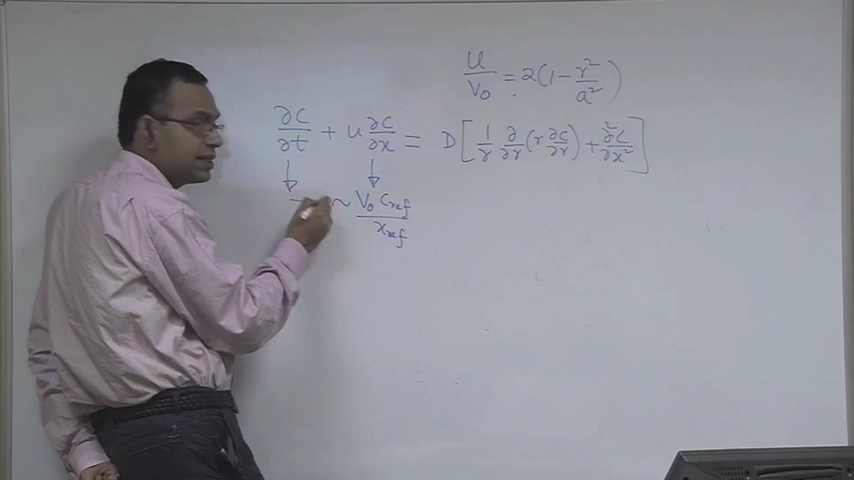 u/V₀ = 2(1 - r²/a²)
∂C/∂t + u ∂C/∂x = D[1/r ∂/∂r (r ∂C/∂r) + ∂²C/∂x²]
~ V₀ Cref/xref